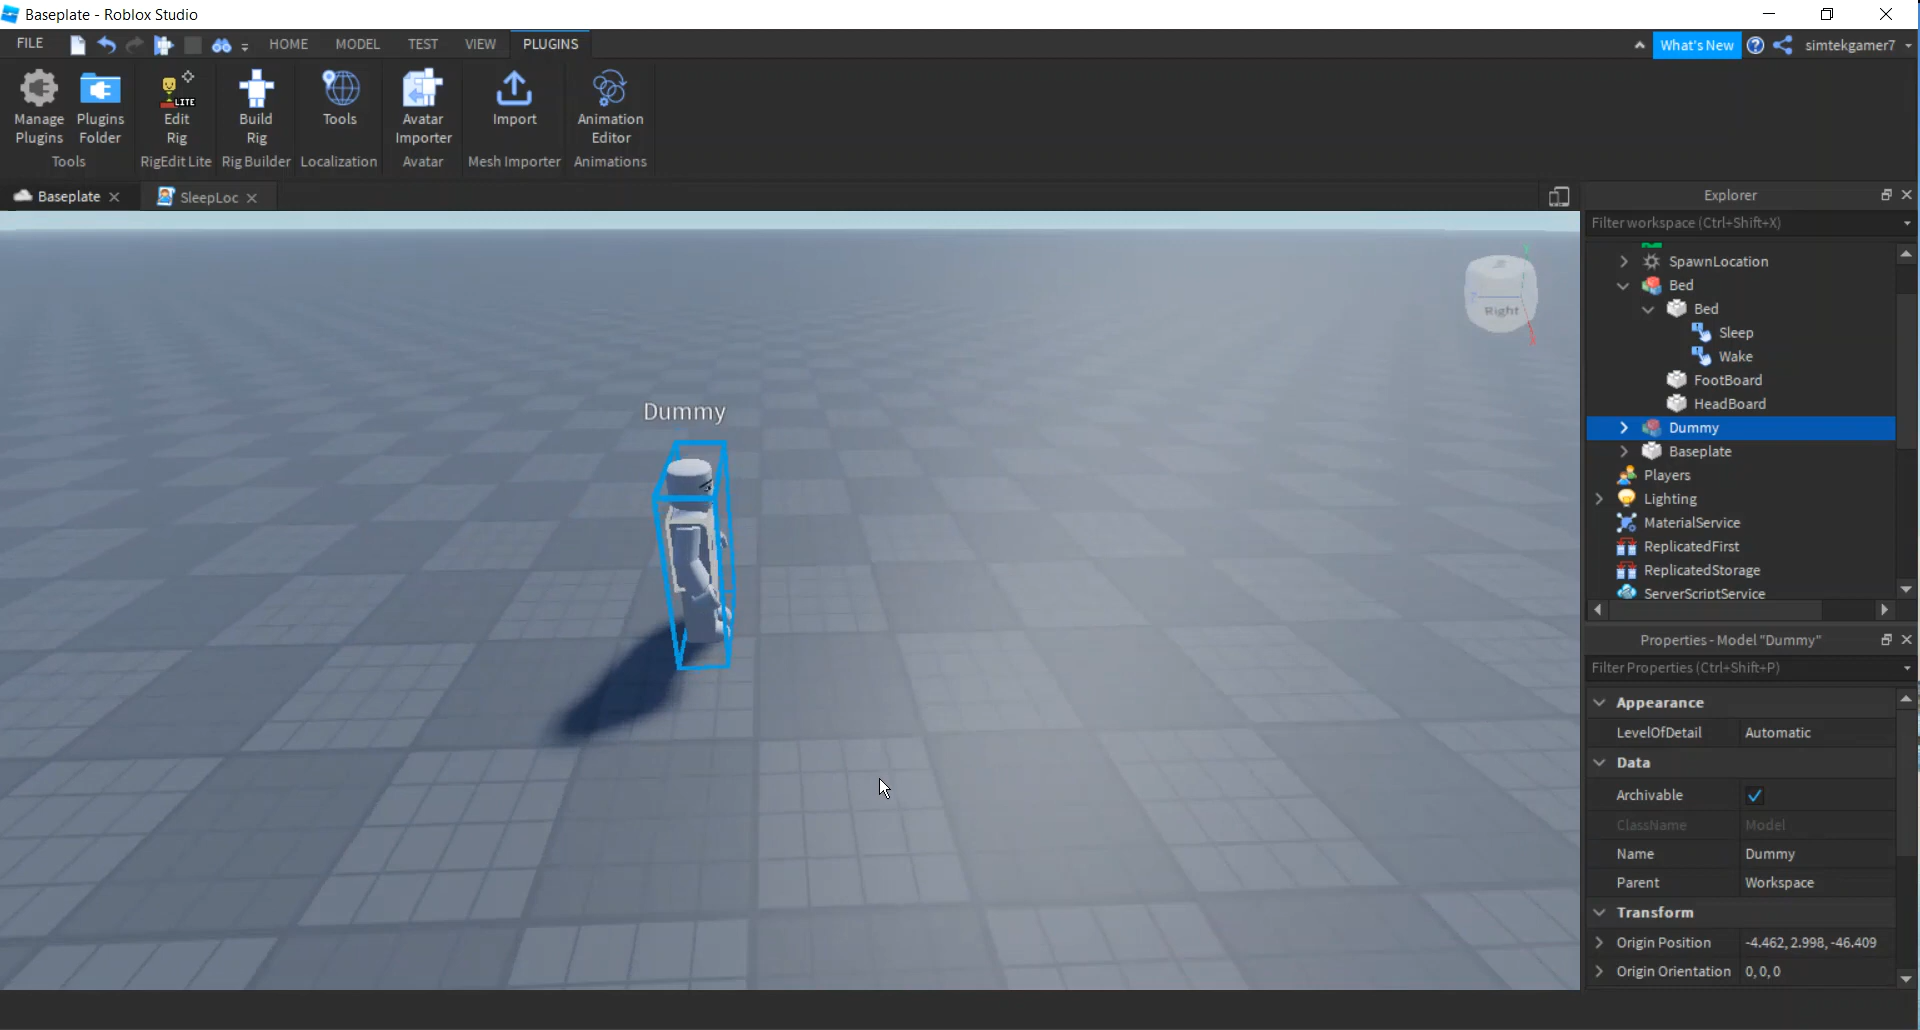 Baseplate - Roblox Studio
FILE HOME MODEL TEST VIEW PLUGINS What's New simtekgamer7
Manage Plugins
Plugins Folder
Tools
LITE
Edit Rig
RigEdit Lite
Build Rig
Rig Builder
Tools
Localization
Avatar Importer
Avatar
Import
Mesh Importer
Animation Editor
Animations
Baseplate
SleepLoc
Dummy
Right
Explorer
Filter workspace (Ctrl+Shift+X)
SpawnLocation
Bed
Bed
Sleep
Wake
FootBoard
HeadBoard
Dummy
Baseplate
Players
Lighting
MaterialService
ReplicatedFirst
ReplicatedStorage
ServerScriptService
Properties - Model "Dummy"
Filter Properties (Ctrl+Shift+P)
Appearance
LevelOfDetail Automatic
Data
Archivable
ClassName Model
Name Dummy
Parent Workspace
Transform
Origin Position -4.462, 2.998, -46.409
Origin Orientation 0, 0, 0